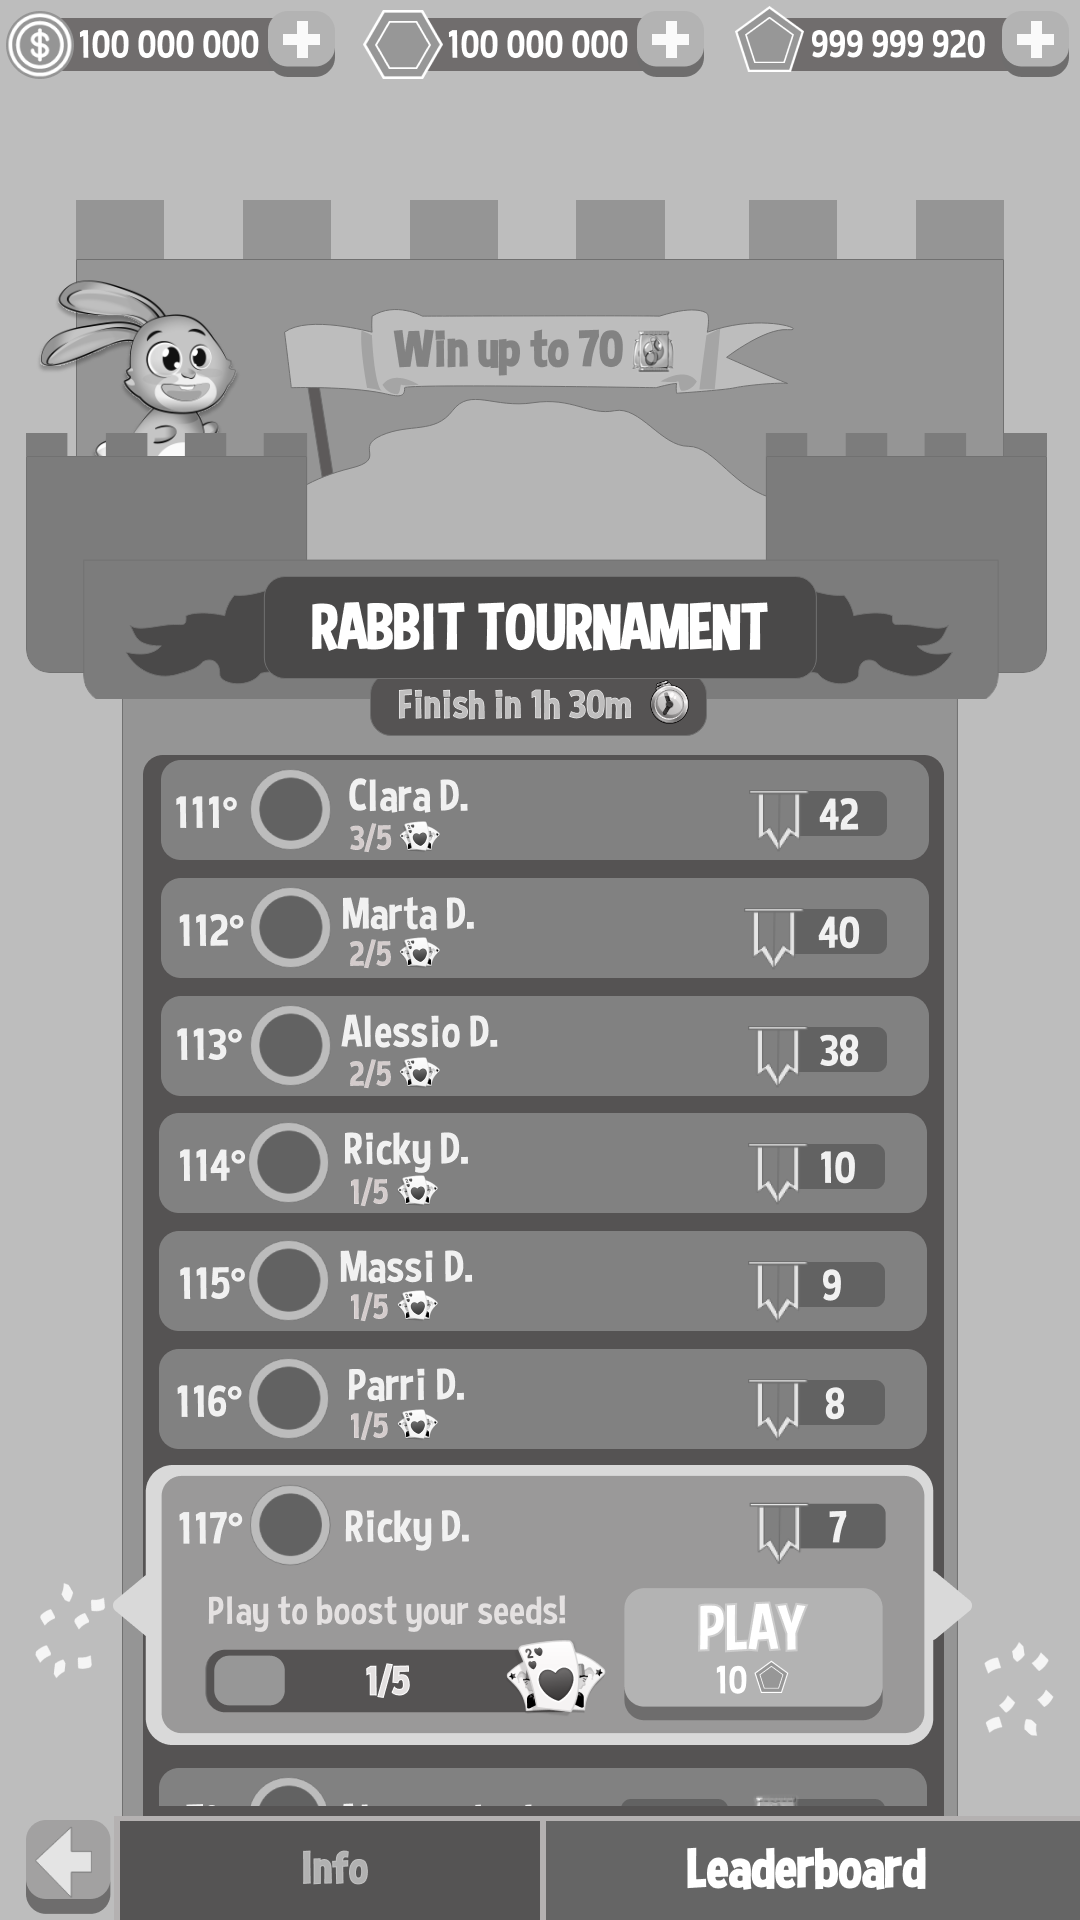 100 000 000
100 000 000
999 999 920
Win up to 70
RABBIT TOURNAMENT
Finish in 1h 30m
111° Clara D. 42
3/5
112° Marta D. 40
2/5
113° Alessio D. 38
2/5
114° Ricky D. 10
1/5
115° Massi D. 9
1/5
116° Parri D. 8
1/5
117° Ricky D. 7
Play to boost your seeds!
PLAY
1/5
10
Info
Leaderboard